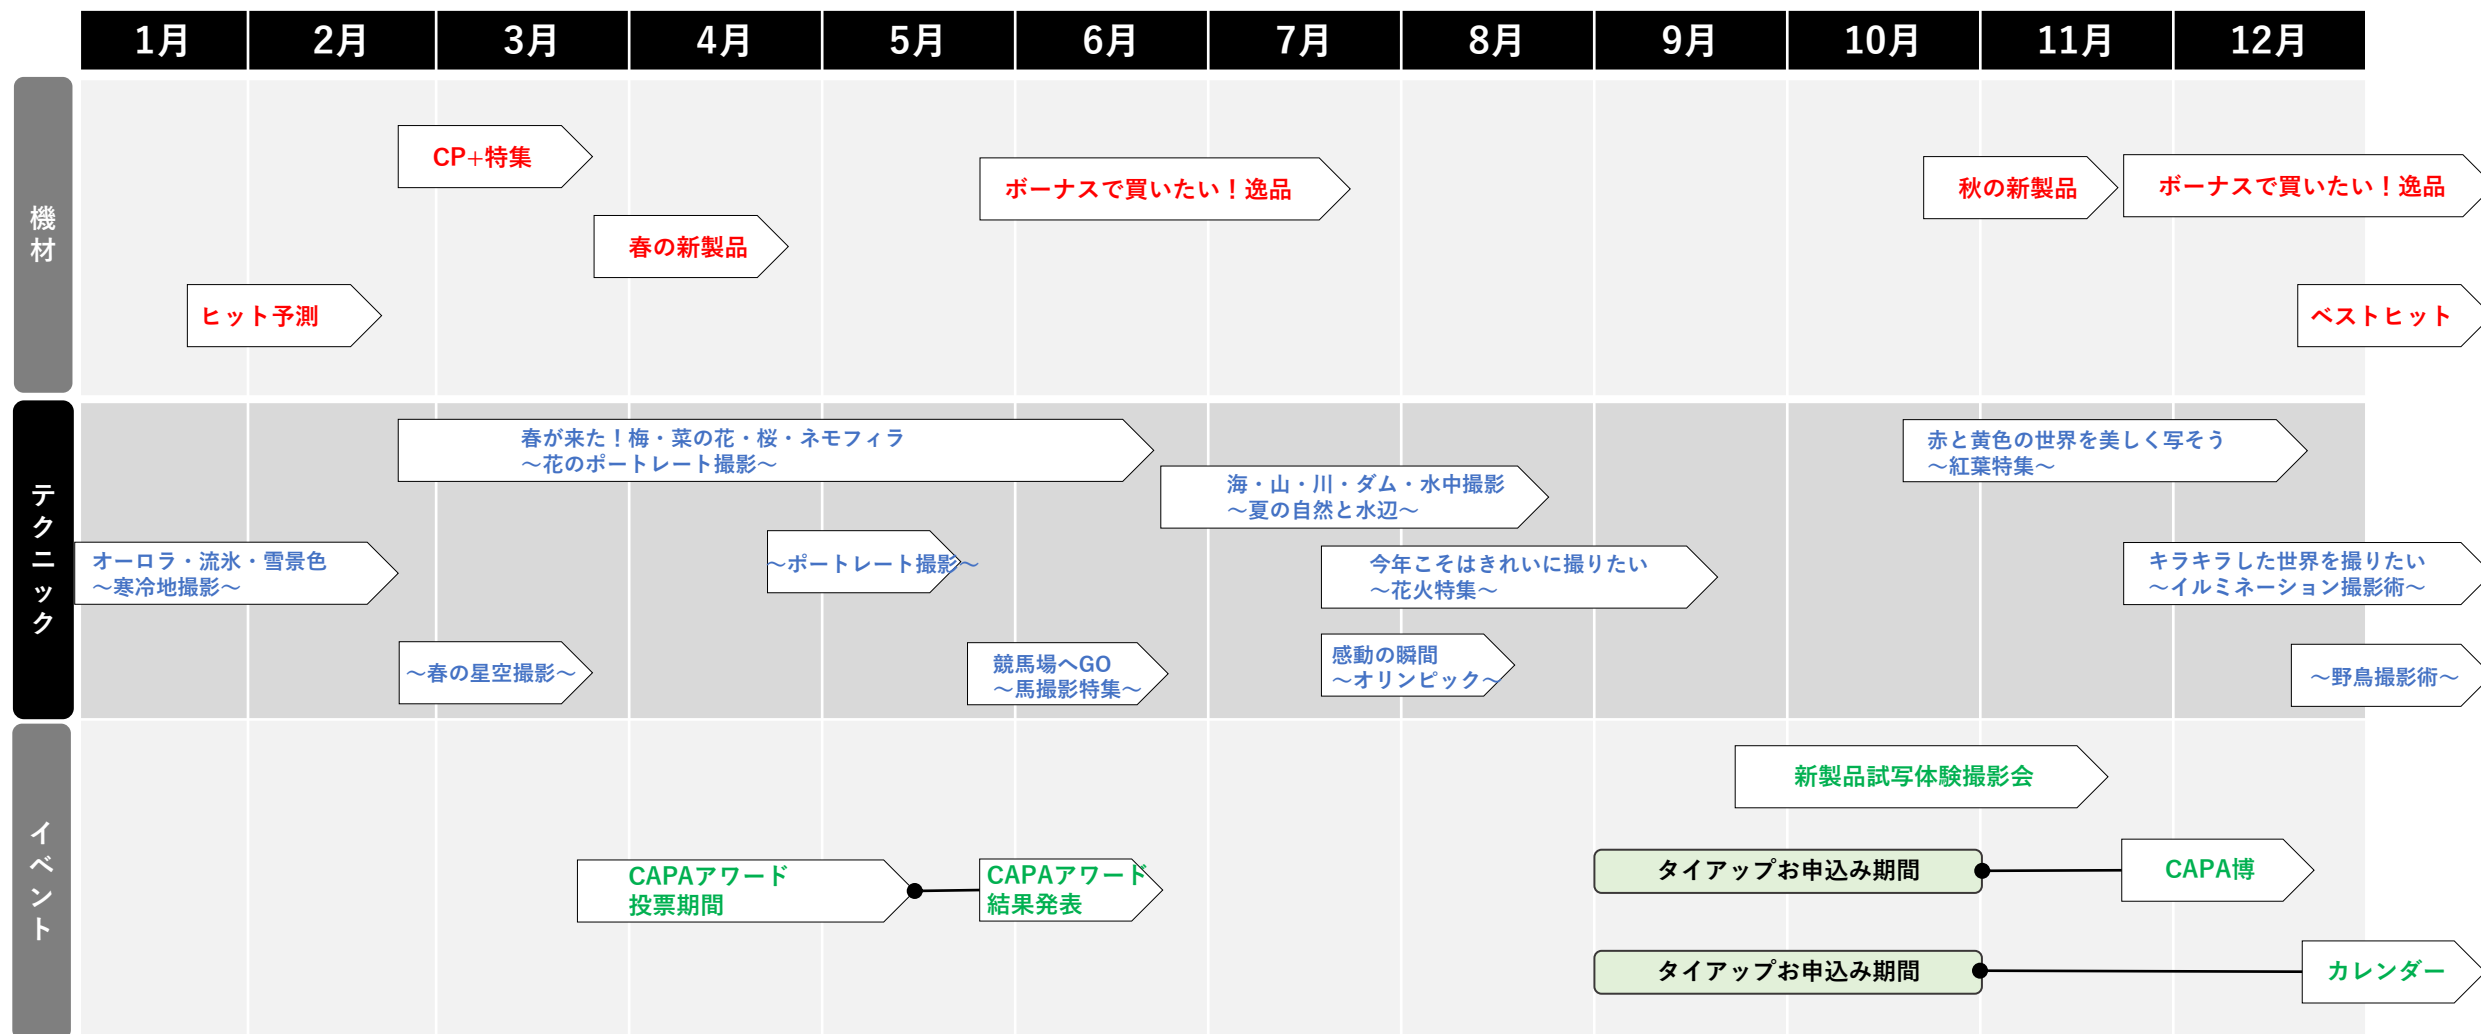 1月 2月 3月 4月 5月 6月 7月 8月 9月 10月 11月 12月
機材
CP+特集
ボーナスで買いたい！逸品
秋の新製品
ボーナスで買いたい！逸品
春の新製品
ヒット予測
ベストヒット
テクニック
春が来た！梅・菜の花・桜・ネモフィラ
～花のポートレート撮影～
赤と黄色の世界を美しく写そう
～紅葉特集～
海・山・川・ダム・水中撮影
～夏の自然と水辺～
オーロラ・流氷・雪景色
～寒冷地撮影～
～ポートレート撮影～
今年こそはきれいに撮りたい
～花火特集～
キラキラした世界を撮りたい
～イルミネーション撮影術～
～春の星空撮影～
競馬場へGO
～馬撮影特集～
感動の瞬間
～オリンピック～
～野鳥撮影術～
イベント
新製品試写体験撮影会
CAPAアワード
投票期間
CAPAアワード
結果発表
タイアップお申込み期間
CAPA博
タイアップお申込み期間
カレンダー